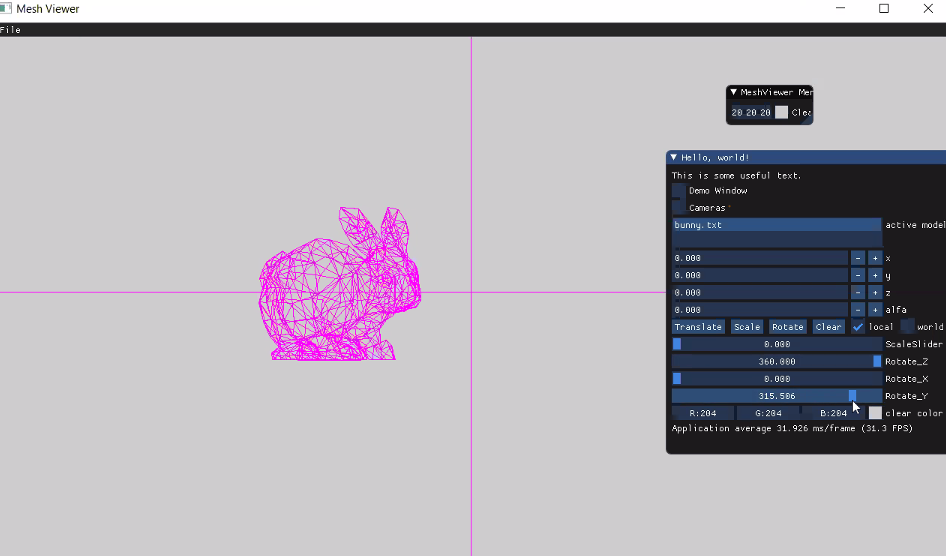 Mesh Viewer
File
MeshViewer Mer
20 20 20 Clea
Hello, world!
This is some useful text.
Demo Window
Cameras
bunny.txt active model
0.000 - + x
0.000 - + y
0.000 - + z
0.000 - + alfa
Translate Scale Rotate Clear local world
0.000 ScaleSlider
360.000 Rotate_Z
0.000 Rotate_X
315.506 Rotate_Y
R:204 G:204 B:204 clear color
Application average 31.926 ms/frame (31.3 FPS)